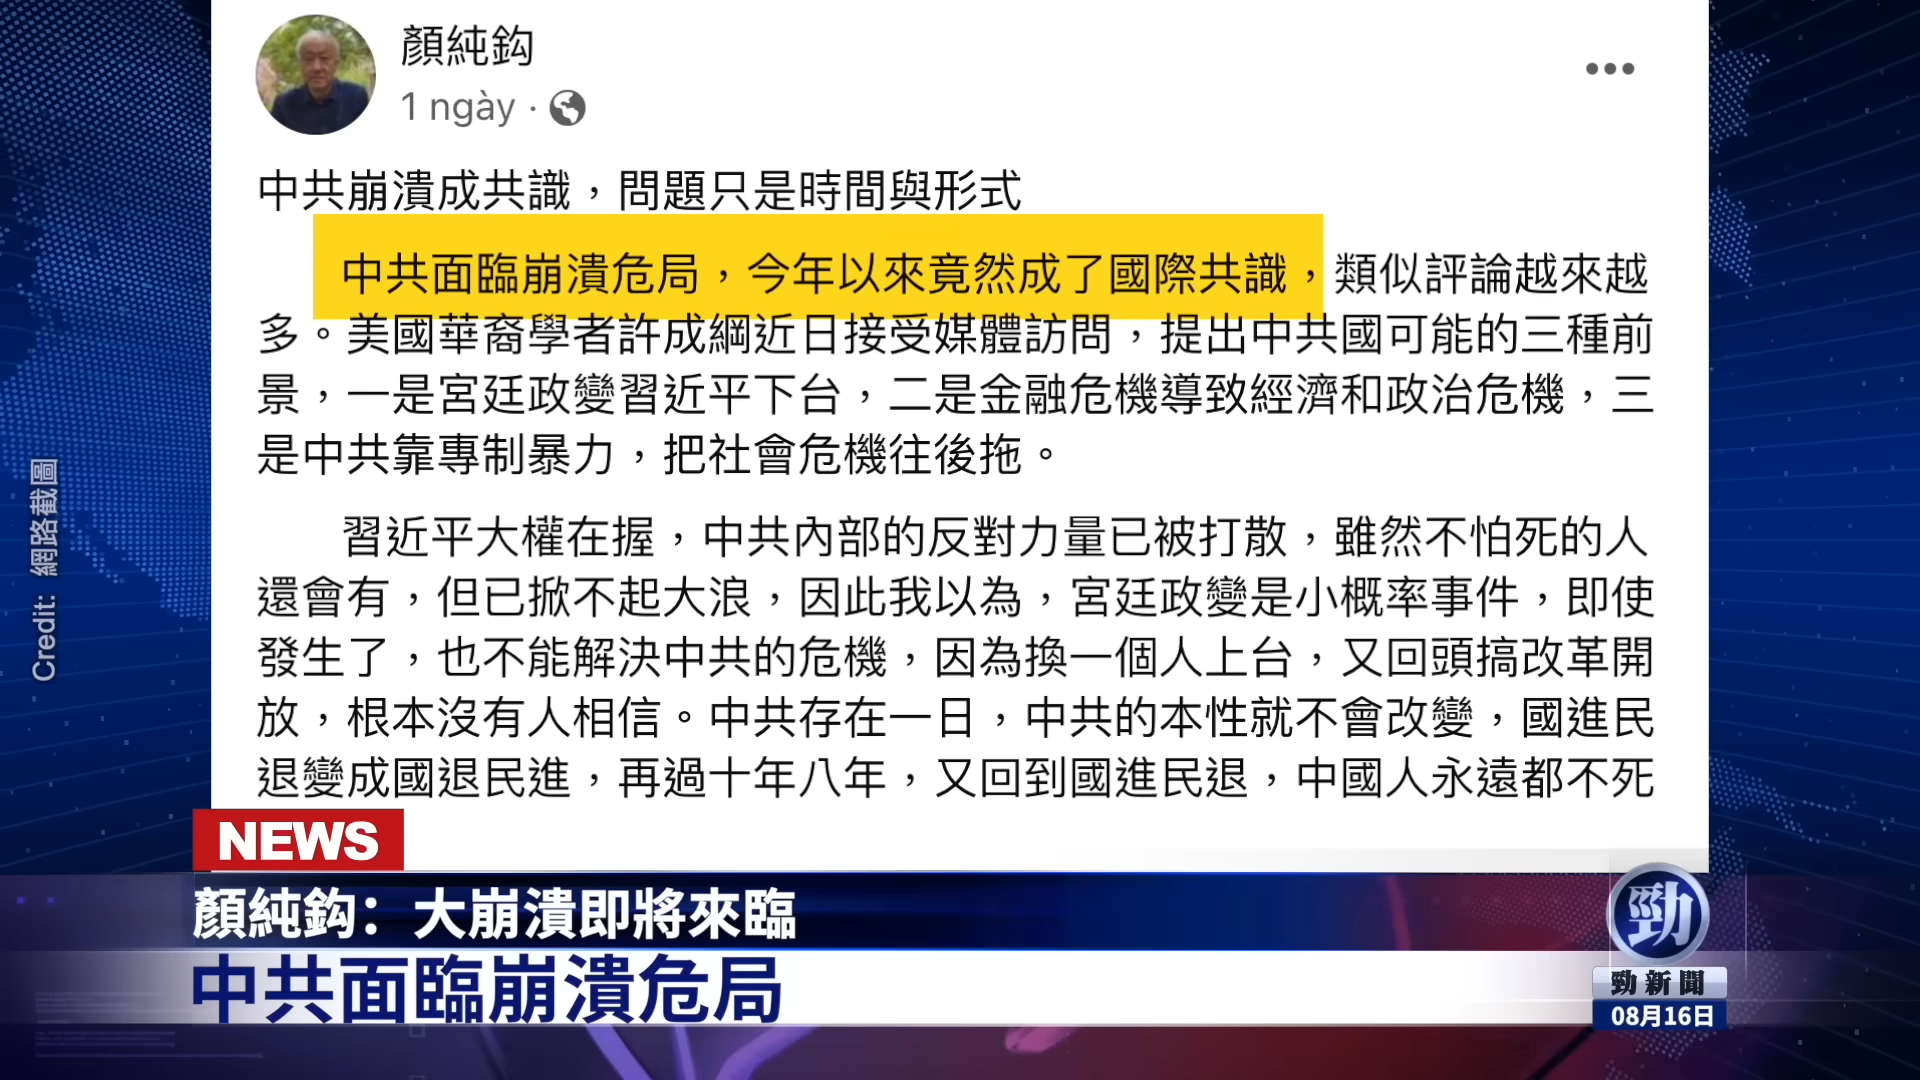 顏純鈎
1 ngày ·
中共崩潰成共識，問題只是時間與形式
中共面臨崩潰危局，今年以來竟然成了國際共識，類似評論越來越
多。美國華裔學者許成綱近日接受媒體訪問，提出中共國可能的三種前
景，一是宮廷政變習近平下台，二是金融危機導致經濟和政治危機，三
是中共靠專制暴力，把社會危機往後拖。
習近平大權在握，中共內部的反對力量已被打散，雖然不怕死的人
還會有，但已掀不起大浪，因此我以為，宮廷政變是小概率事件，即使
發生了，也不能解決中共的危機，因為換一個人上台，又回頭搞改革開
放，根本沒有人相信。中共存在一日，中共的本性就不會改變，國進民
退變成國退民進，再過十年八年，又回到國進民退，中國人永遠都不死
Credit: 網路截圖
NEWS
顏純鈎：大崩潰即將來臨
中共面臨崩潰危局
勁
勁新聞
08月16日